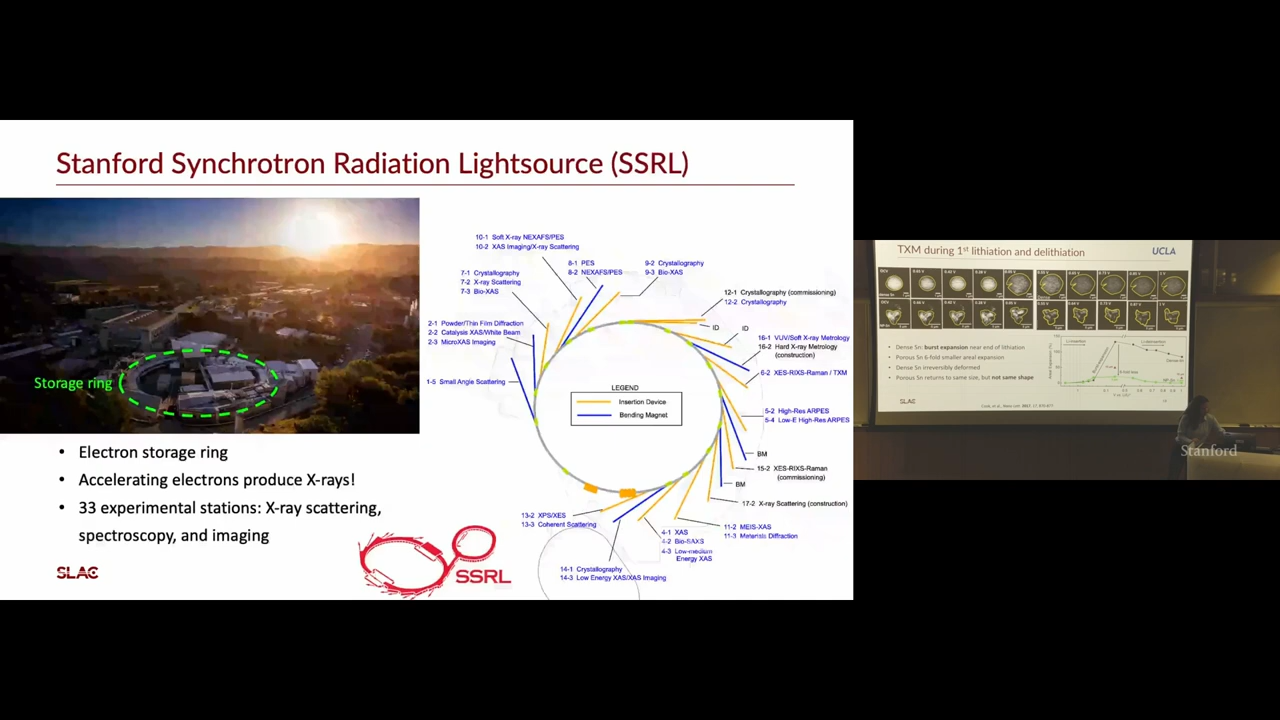 Stanford Synchrotron Radiation Lightsource (SSRL)
Storage ring
• Electron storage ring
• Accelerating electrons produce X-rays!
• 33 experimental stations: X-ray scattering,
spectroscopy, and imaging
SLAC
SSRL
10-1 Soft X-ray NEXAFS/PES
10-2 XAS Imaging/X-ray Scattering
8-1 PES
8-2 NEXAFS/PES
9-2 Crystallography
9-3 Bio-XAS
7-1 Crystallography
7-2 X-ray Scattering
7-3 Bio-XAS
12-1 Crystallography (commissioning)
12-2 Crystallography
ID
ID
2-1 Powder/Thin Film Diffraction
2-2 Catalysis XAS/White Beam
2-3 MicroXAS Imaging
16-1 VUV/Soft X-ray Metrology
16-2 Hard X-ray Metrology
(construction)
6-2 XES-RIXS-Raman / TXM
1-5 Small Angle Scattering
LEGEND
Insertion Device
Bending Magnet
5-2 High-Res ARPES
5-4 Low-E High-Res ARPES
BM
15-2 XES-RIXS-Raman
(commissioning)
BM
17-2 X-ray Scattering (construction)
13-2 XPS/XES
13-3 Coherent Scattering
11-2 MEIS-XAS
11-3 Materials Diffraction
4-1 XAS
4-2 Bio-SAXS
4-3 Low-medium
Energy XAS
14-1 Crystallography
14-3 Low Energy XAS/XAS Imaging
TXM during 1st lithiation and delithiation
UCLA
• Dense Sn: burst expansion near end of lithiation
• Porous Sn 6-fold smaller areal expansion
• Dense Sn irreversibly deformed
• Porous Sn returns to same size, but not same shape
SLAC
Stanford